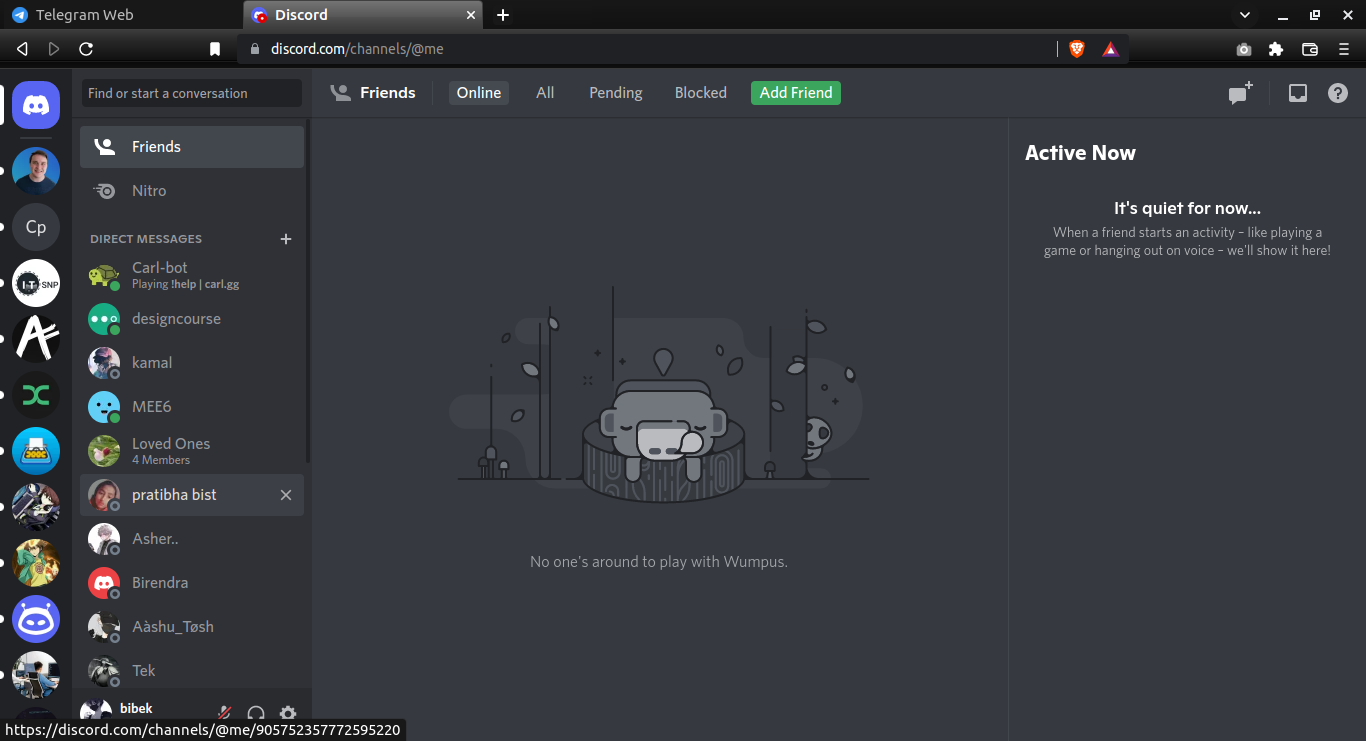 Telegram Web
Discord
discord.com/channels/@me
Find or start a conversation
Friends
Online
All
Pending
Blocked
Add Friend
Friends
Nitro
DIRECT MESSAGES
Carl-bot
Playing !help | carl.gg
designcourse
kamal
MEE6
Loved Ones
4 Members
pratibha bist
Asher..
Birendra
Aàshu_Tøsh
Tek
bibek
Cp
I-T SNP
No one's around to play with Wumpus.
Active Now
It's quiet for now...
When a friend starts an activity – like playing a
game or hanging out on voice – we'll show it here!
https://discord.com/channels/@me/905752357772595220